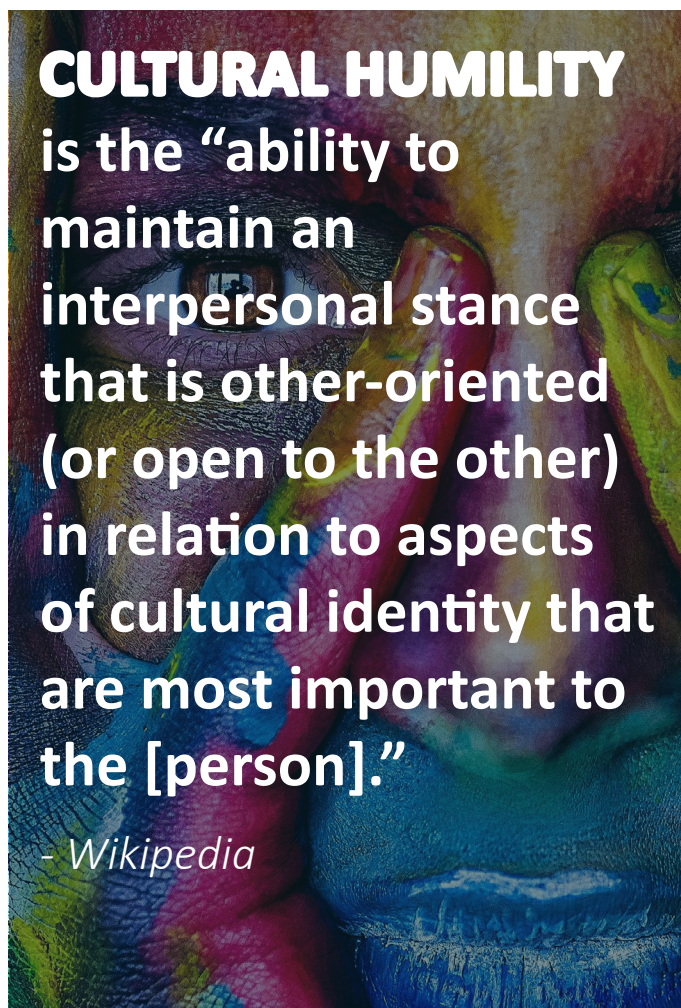 CULTURAL HUMILITY
is the “ability to
maintain an
interpersonal stance
that is other-oriented
(or open to the other)
in relation to aspects
of cultural identity that
are most important to
the [person].”
- Wikipedia